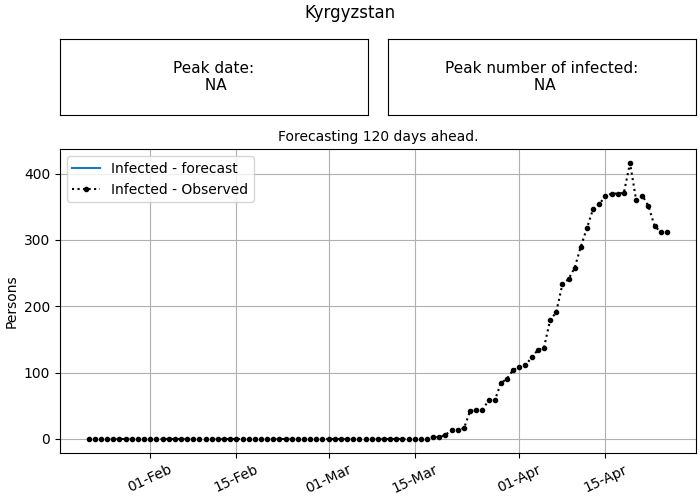 Kyrgyzstan
Peak date:
NA
Peak number of infected:
NA
Forecasting 120 days ahead.
Infected - forecast
Infected - Observed
Persons
400
300
200
100
0
01-Feb
15-Feb
01-Mar
15-Mar
01-Apr
15-Apr